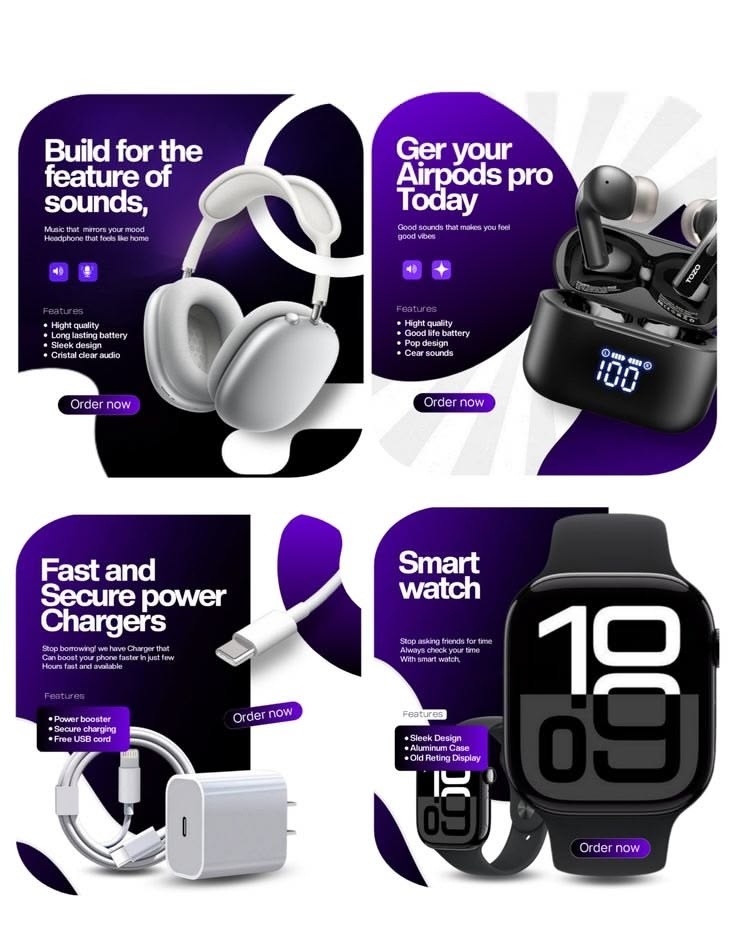 Build for the
feature of
sounds,
Music that mirrors your mood
Headphone that feels like home
Features
Hight quality
Long lasting battery
Sleek design
Cristal clear audio
Order now
Ger your
Airpods pro
Today
Good sounds that makes you feel
good vibes
Features
Hight quality
Good life battery
Pop design
Cear sounds
Order now
TOZO
100
Fast and
Secure power
Chargers
Stop borrowing! we have Charger that
Can boost your phone faster In just few
Hours fast and available
Features
Power booster
Secure charging
Free USB cord
Order now
Smart
watch
Stop asking friends for time
Always check your time
With smart watch,
Features
Sleek Design
Aluminum Case
Old Reting Display
10
09
10
09
Order now